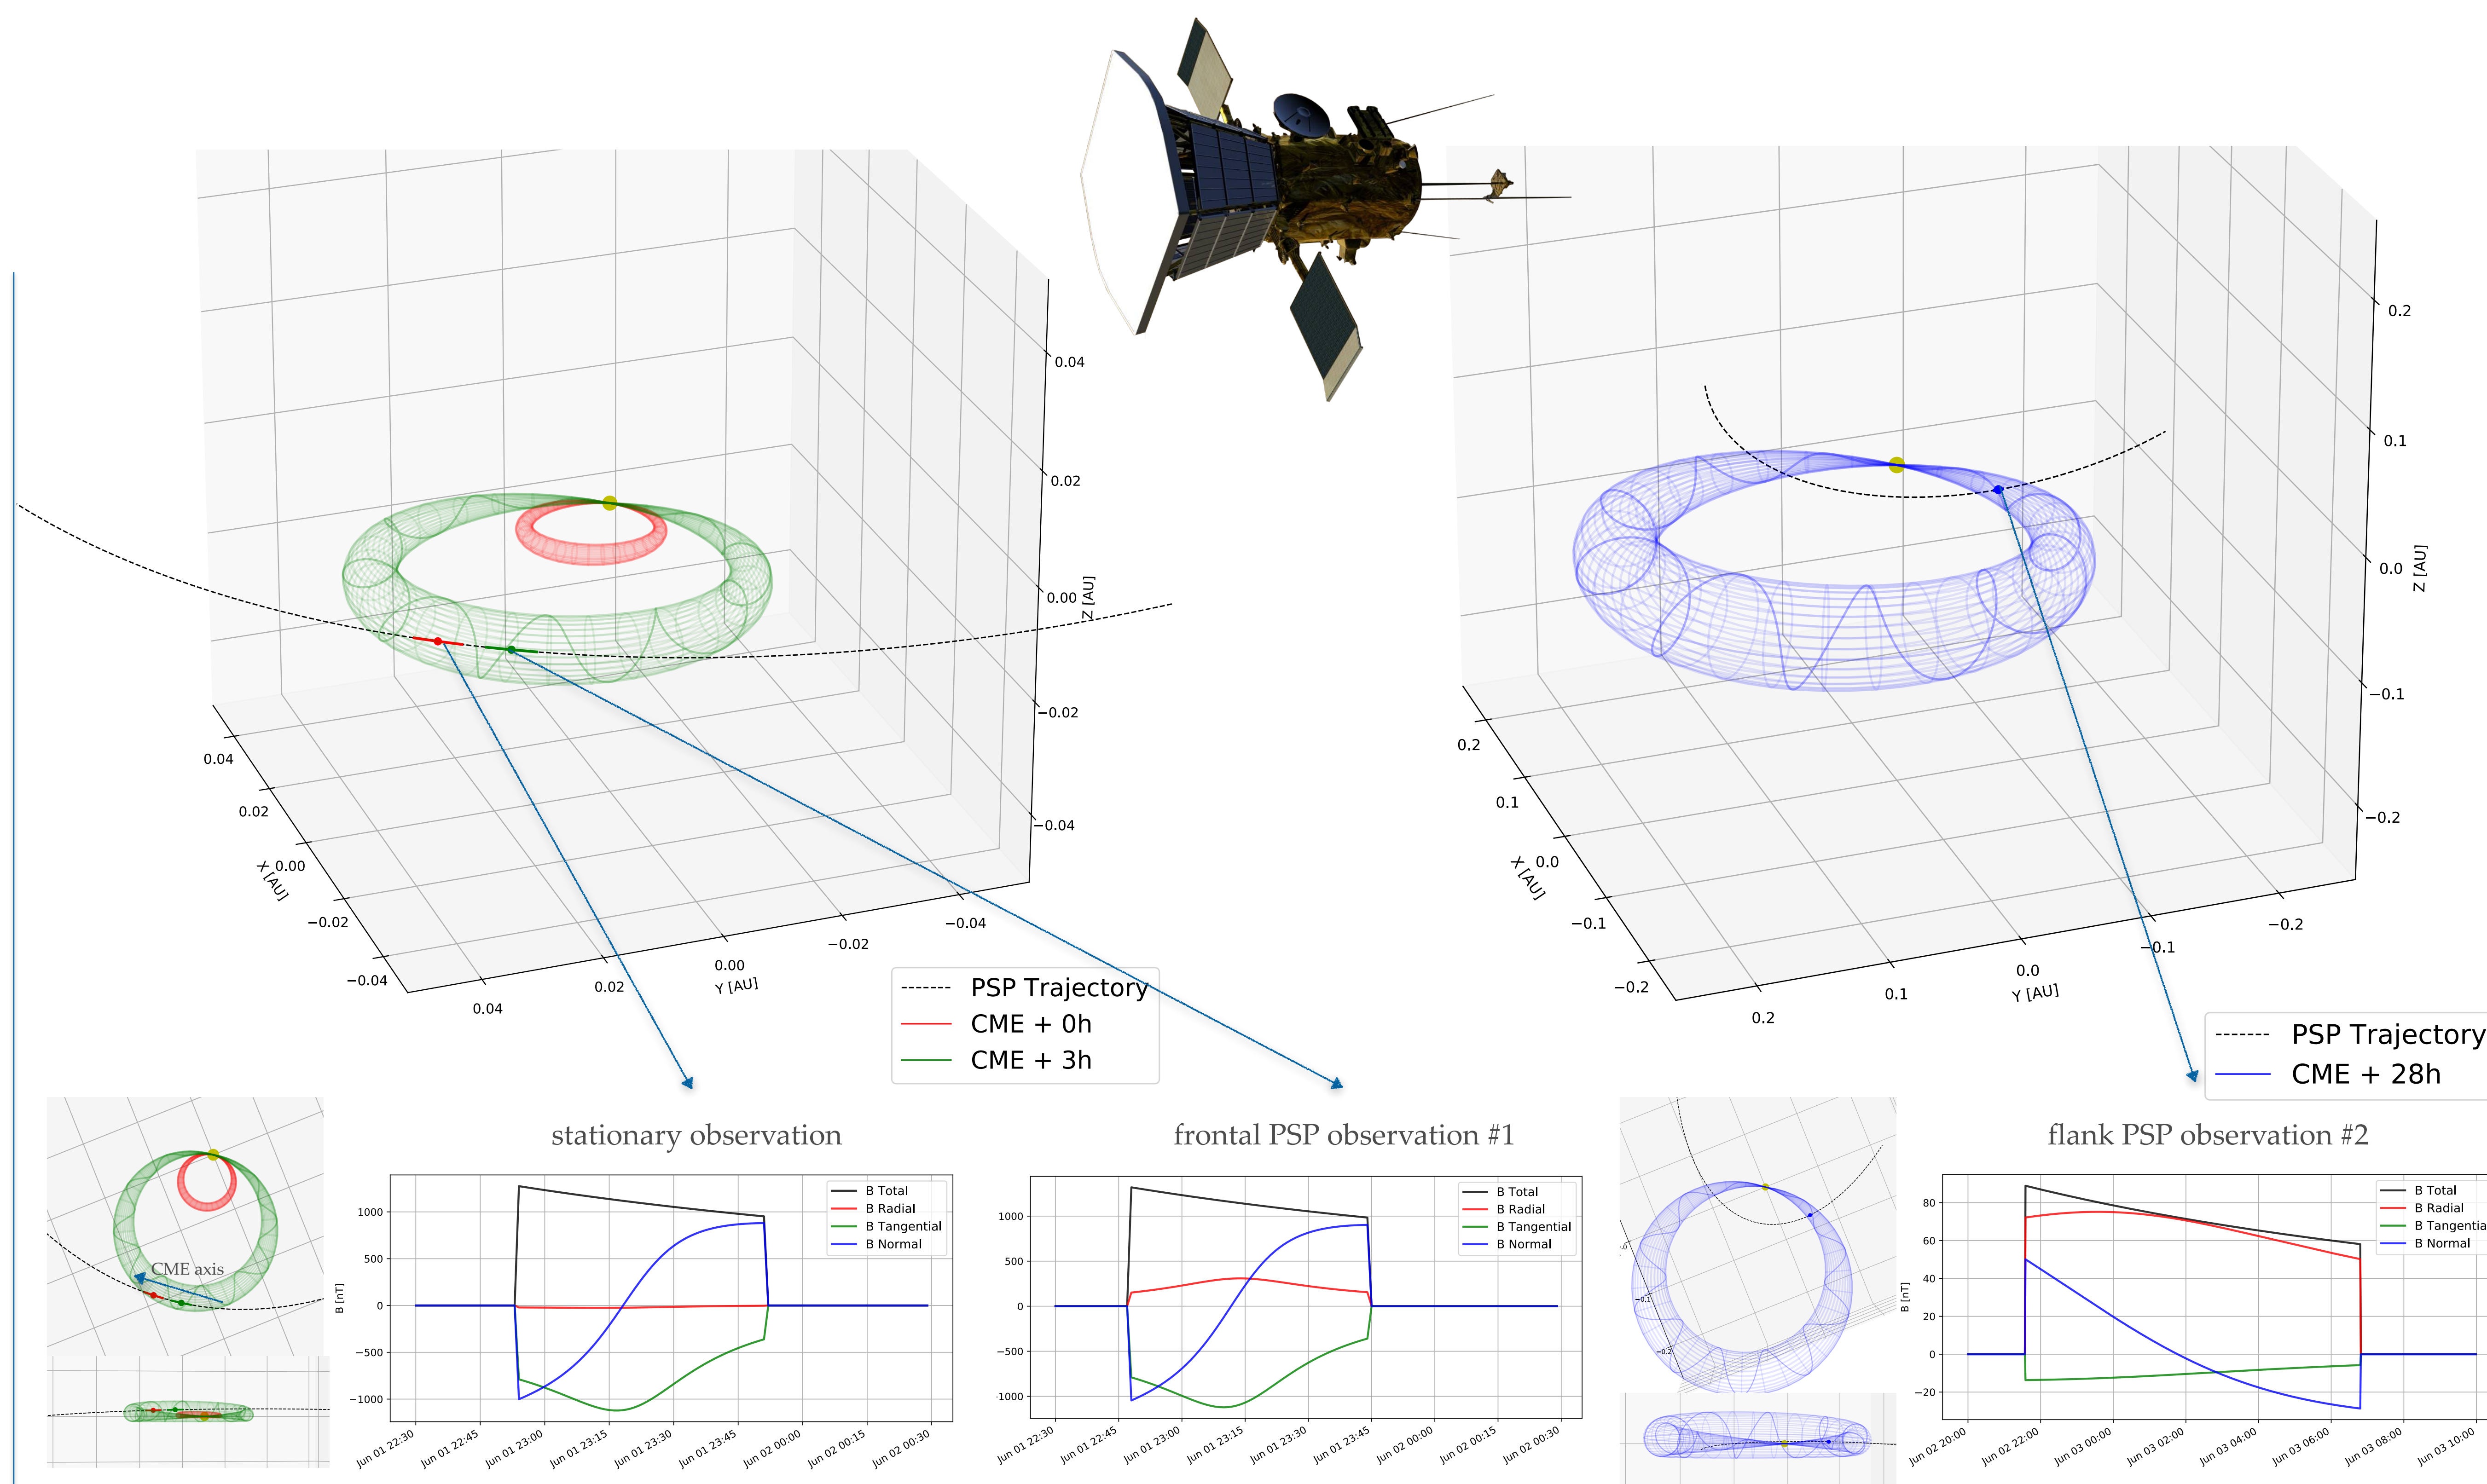 0.04
0.02
0.00
−0.02
−0.04
Z [AU]
0.04
0.02
0.00
−0.02
−0.04
X [AU]
0.04
0.02
0.00
−0.02
−0.04
Y [AU]
PSP Trajectory
CME + 0h
CME + 3h
0.2
0.1
0.0
−0.1
−0.2
Z [AU]
0.2
0.1
0.0
−0.1
−0.2
X [AU]
0.2
0.1
0.0
−0.1
−0.2
Y [AU]
PSP Trajectory
CME + 28h
CME axis
stationary observation
B Total
B Radial
B Tangential
B Normal
1000
500
0
−500
−1000
B [nT]
Jun 01 22:30
Jun 01 22:45
Jun 01 23:00
Jun 01 23:15
Jun 01 23:30
Jun 01 23:45
Jun 02 00:00
Jun 02 00:15
Jun 02 00:30
frontal PSP observation #1
B Total
B Radial
B Tangential
B Normal
1000
500
0
−500
−1000
Jun 01 22:30
Jun 01 22:45
Jun 01 23:00
Jun 01 23:15
Jun 01 23:30
Jun 01 23:45
Jun 02 00:00
Jun 02 00:15
Jun 02 00:30
−0.1
−0.2
flank PSP observation #2
B Total
B Radial
B Tangentia
B Normal
80
60
40
20
0
−20
B [nT]
Jun 02 20:00
Jun 02 22:00
Jun 03 00:00
Jun 03 02:00
Jun 03 04:00
Jun 03 06:00
Jun 03 08:00
Jun 03 10:00